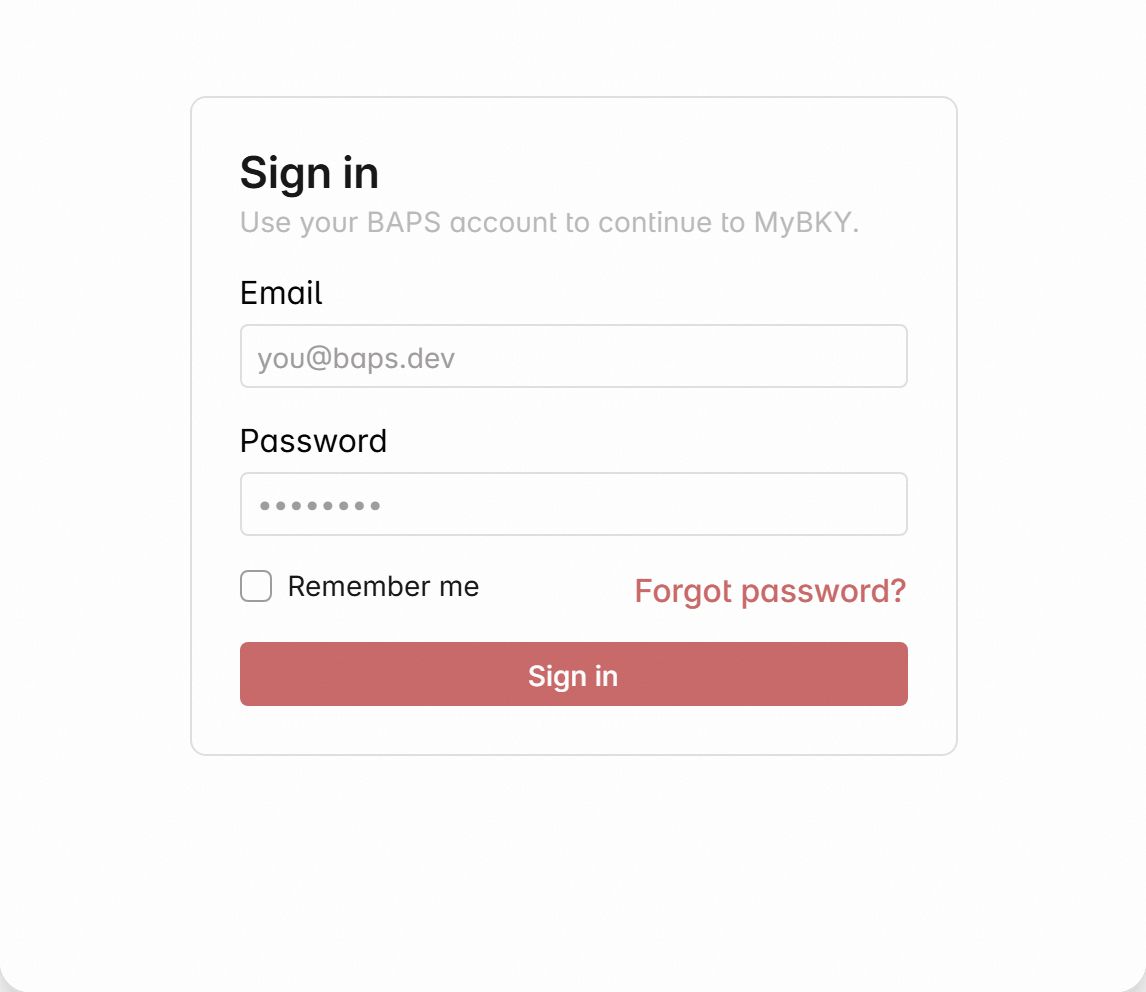 Sign in
Use your BAPS account to continue to MyBKY.
Email
you@baps.dev
Password
••••••••
Remember me
Forgot password?
Sign in